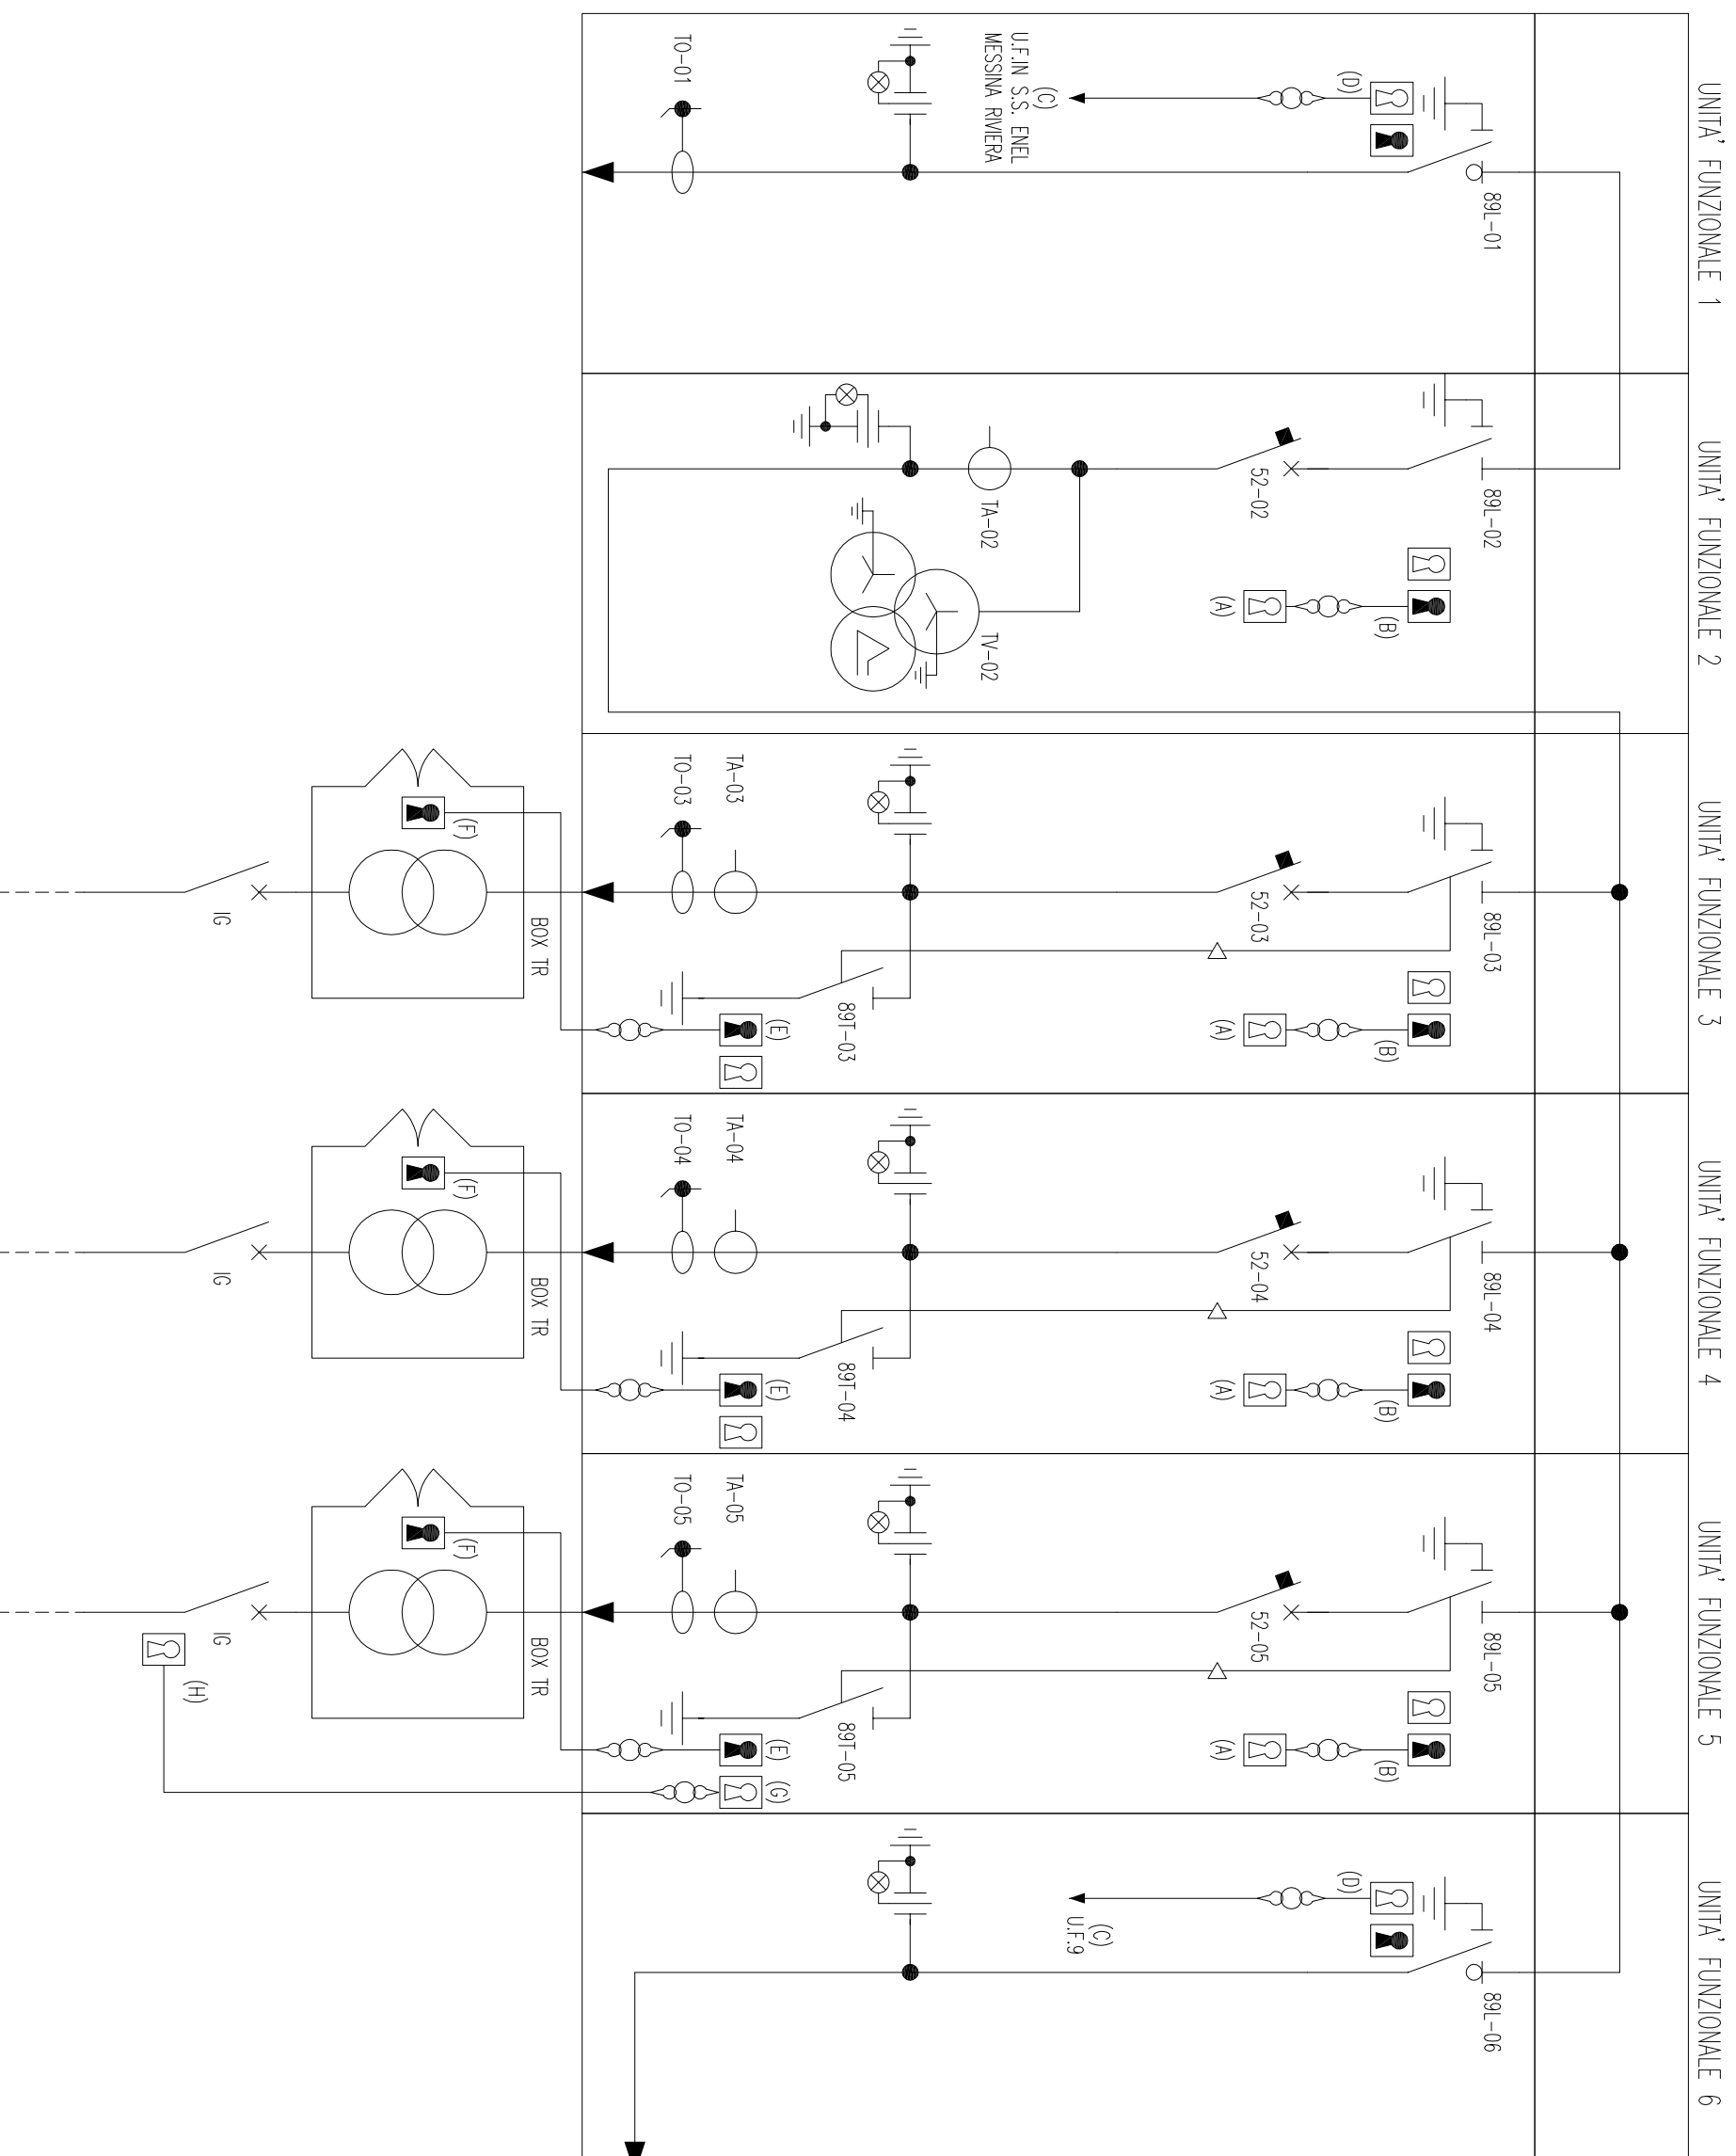 UNITA' FUNZIONALE 1
89L-01
(D)
(C)
U.F.IN S.S. ENEL
MESSINA RIVIERA
TO-01
UNITA' FUNZIONALE 2
89L-02
52-02
(B)
(A)
TA-02
TV-02
UNITA' FUNZIONALE 3
89L-03
52-03
(B)
(A)
89T-03
TA-03
(E)
TO-03
BOX TR
(F)
IG
UNITA' FUNZIONALE 4
89L-04
52-04
(B)
(A)
89T-04
TA-04
(E)
TO-04
BOX TR
(F)
IG
UNITA' FUNZIONALE 5
89L-05
52-05
(B)
(A)
89T-05
TA-05
(E)
(G)
TO-05
BOX TR
(F)
IG
(H)
UNITA' FUNZIONALE 6
89L-06
(D)
(C)
U.F.9